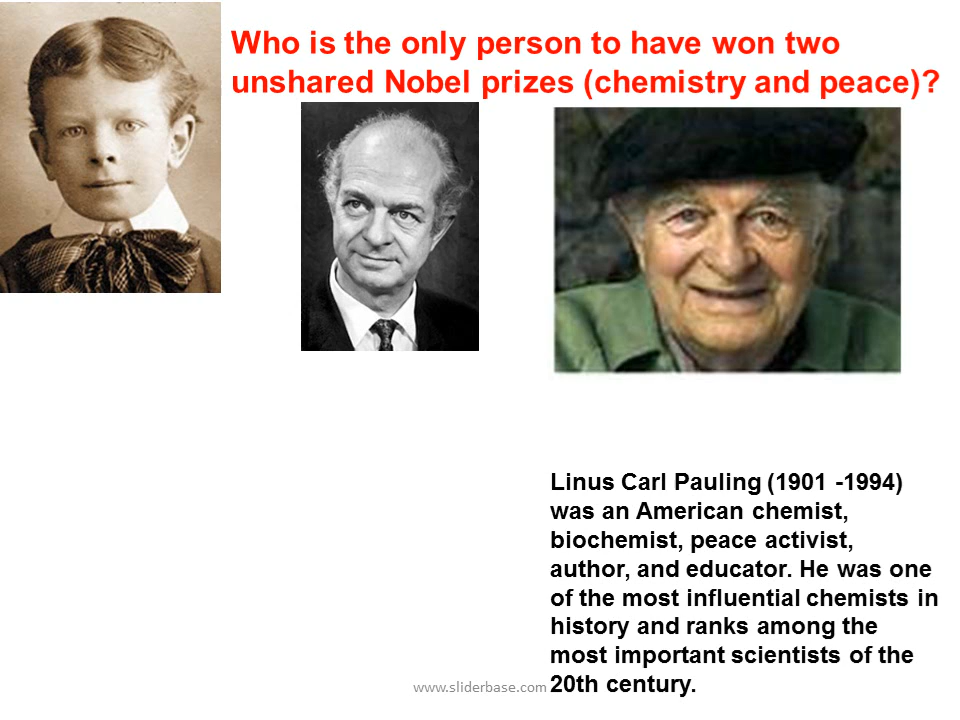 Who is the only person to have won two
unshared Nobel prizes (chemistry and peace)?
Linus Carl Pauling (1901 -1994)
was an American chemist,
biochemist, peace activist,
author, and educator. He was one
of the most influential chemists in
history and ranks among the
most important scientists of the
20th century.
www.sliderbase.com